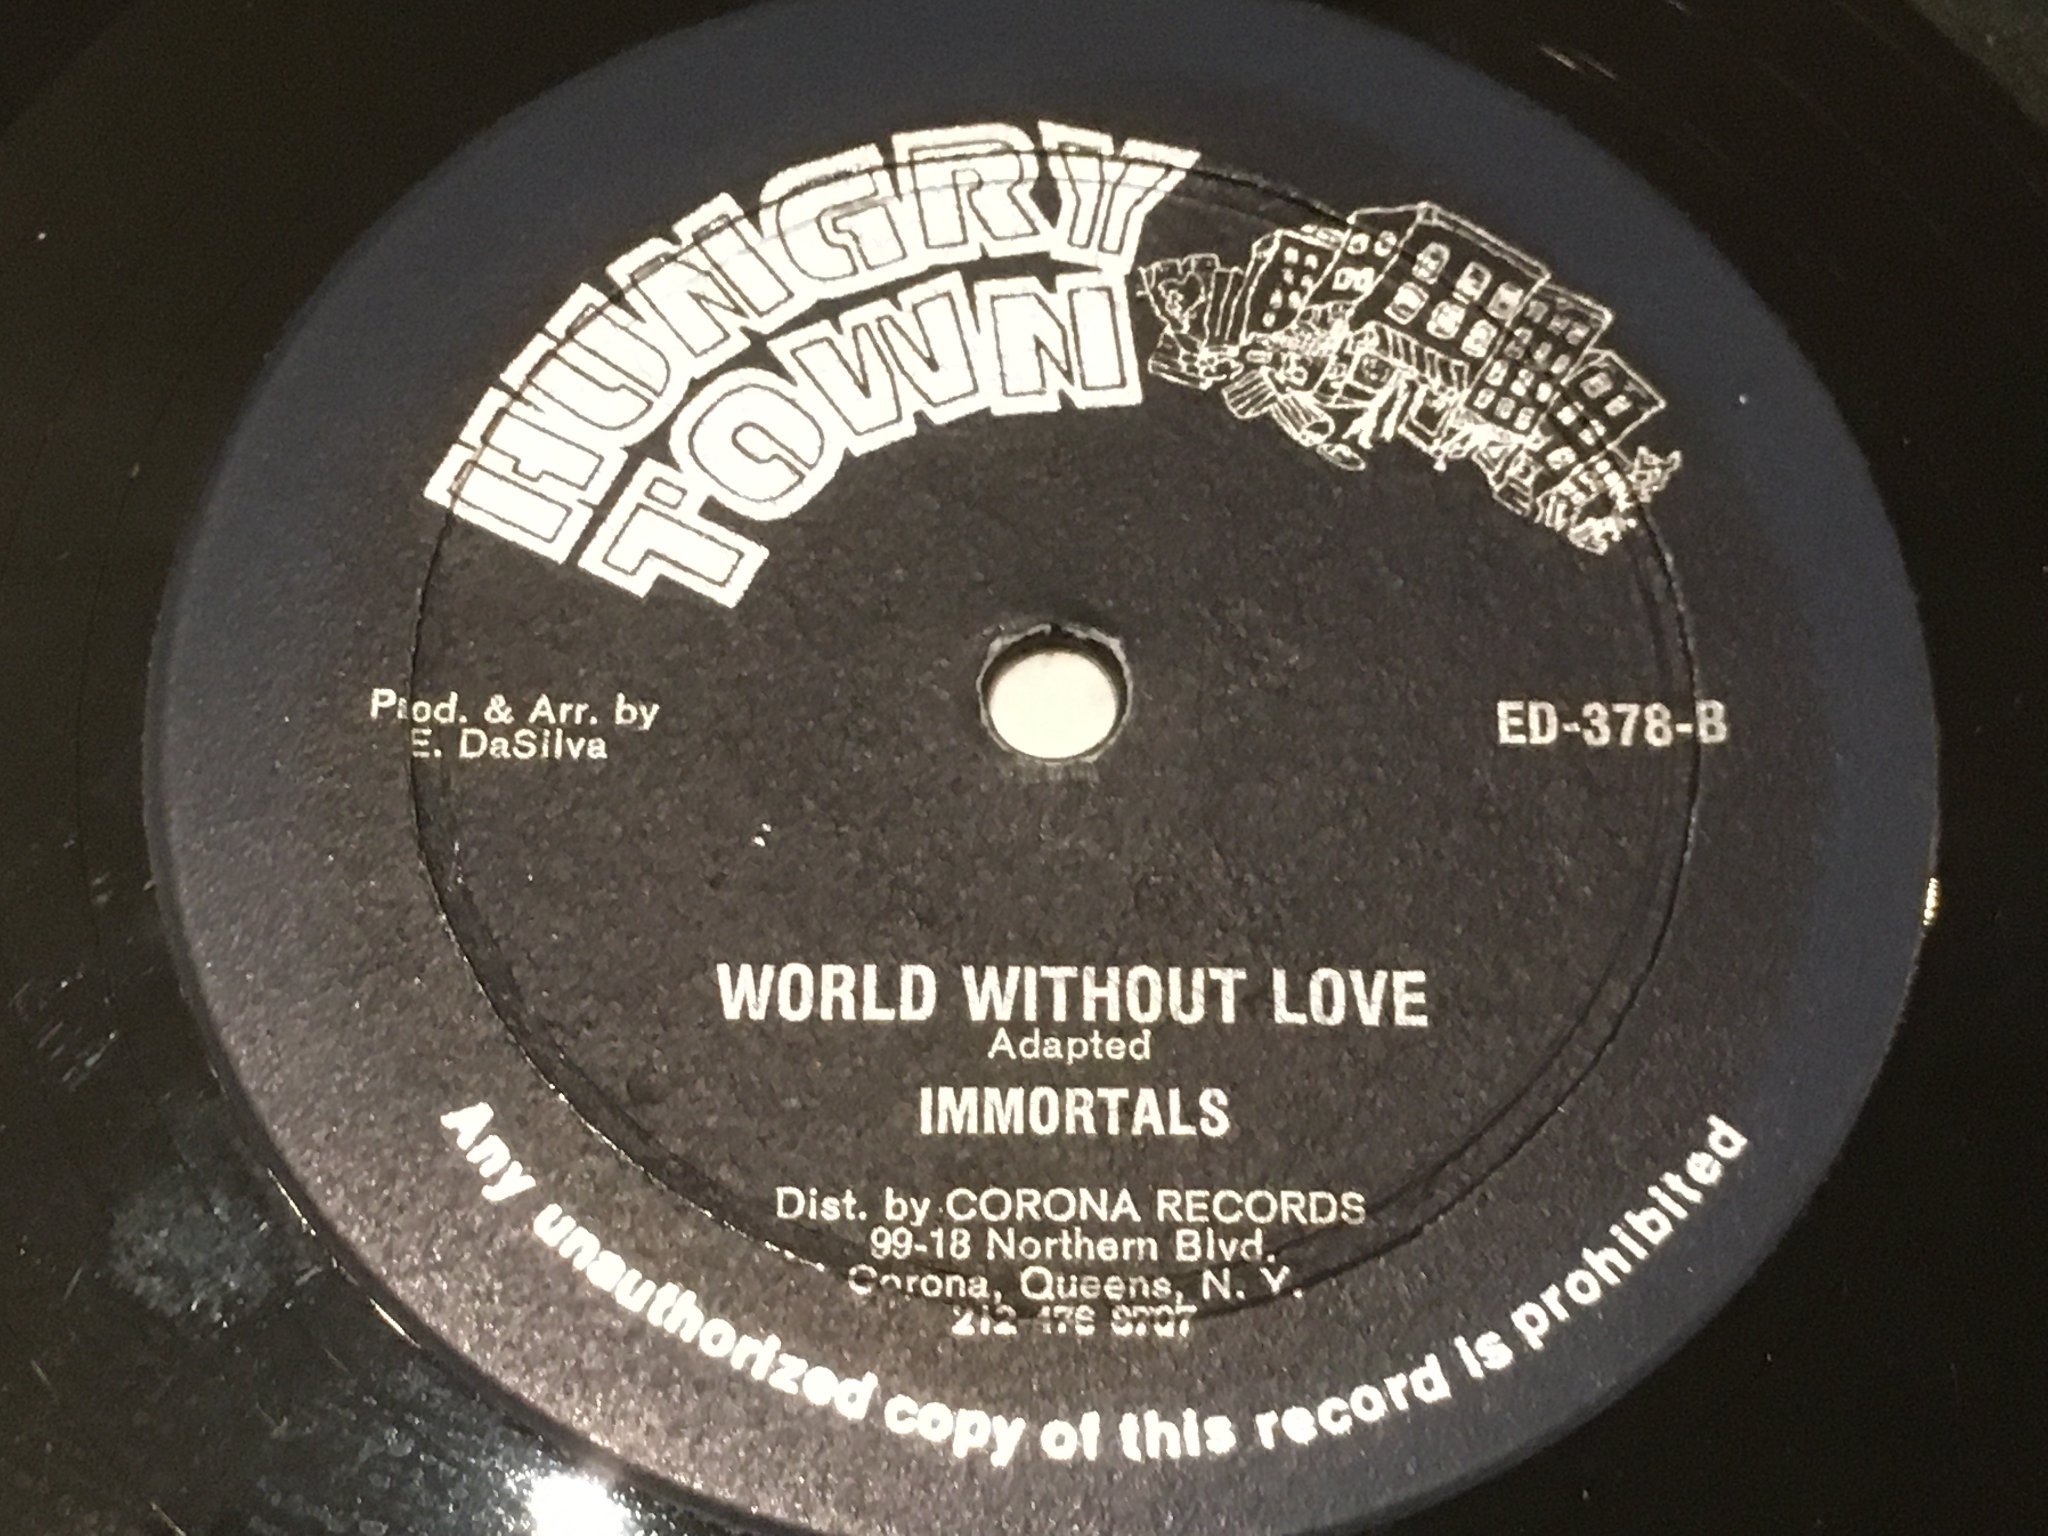 HUNGRY
TOWN
Prod. & Arr. by
E. DaSilva
ED-378-B
WORLD WITHOUT LOVE
Adapted
IMMORTALS
Dist. by CORONA RECORDS
99-18 Northern Blvd.
Corona, Queens, N. Y.
212
Any unauthorized copy of this record is prohibited